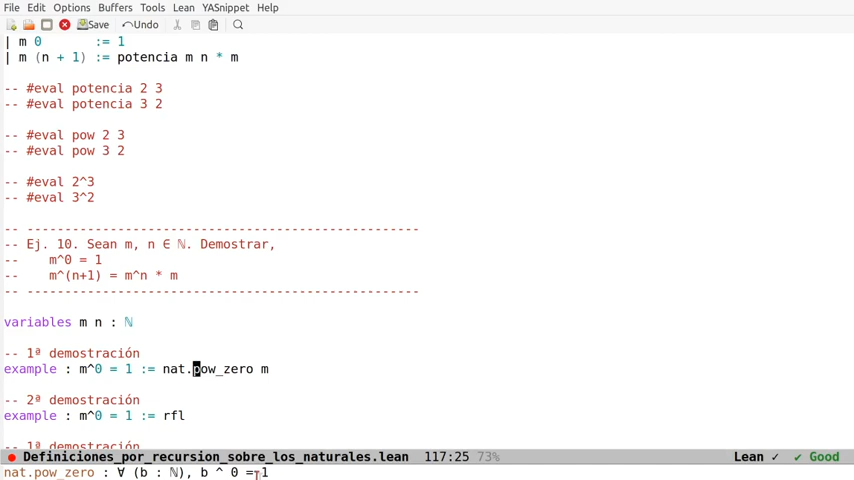 File Edit Options Buffers Tools Lean YASnippet Help
Save Undo
| m 0       := 1
| m (n + 1) := potencia m n * m
-- #eval potencia 2 3
-- #eval potencia 3 2
-- #eval pow 2 3
-- #eval pow 3 2
-- #eval 2^3
-- #eval 3^2
-- ----------------------------------------------------
-- Ej. 10. Sean m, n ∈ ℕ. Demostrar,
--    m^0 = 1
--    m^(n+1) = m^n * m
-- ----------------------------------------------------
variables m n : ℕ
-- 1ª demostración
example : m^0 = 1 := nat.pow_zero m
-- 2ª demostración
example : m^0 = 1 := rfl
-- 1ª demostración
Definiciones_por_recursion_sobre_los_naturales.lean 117:25 73% Lean ✓ ✔ Good
nat.pow_zero : ∀ (b : ℕ), b ^ 0 = 1